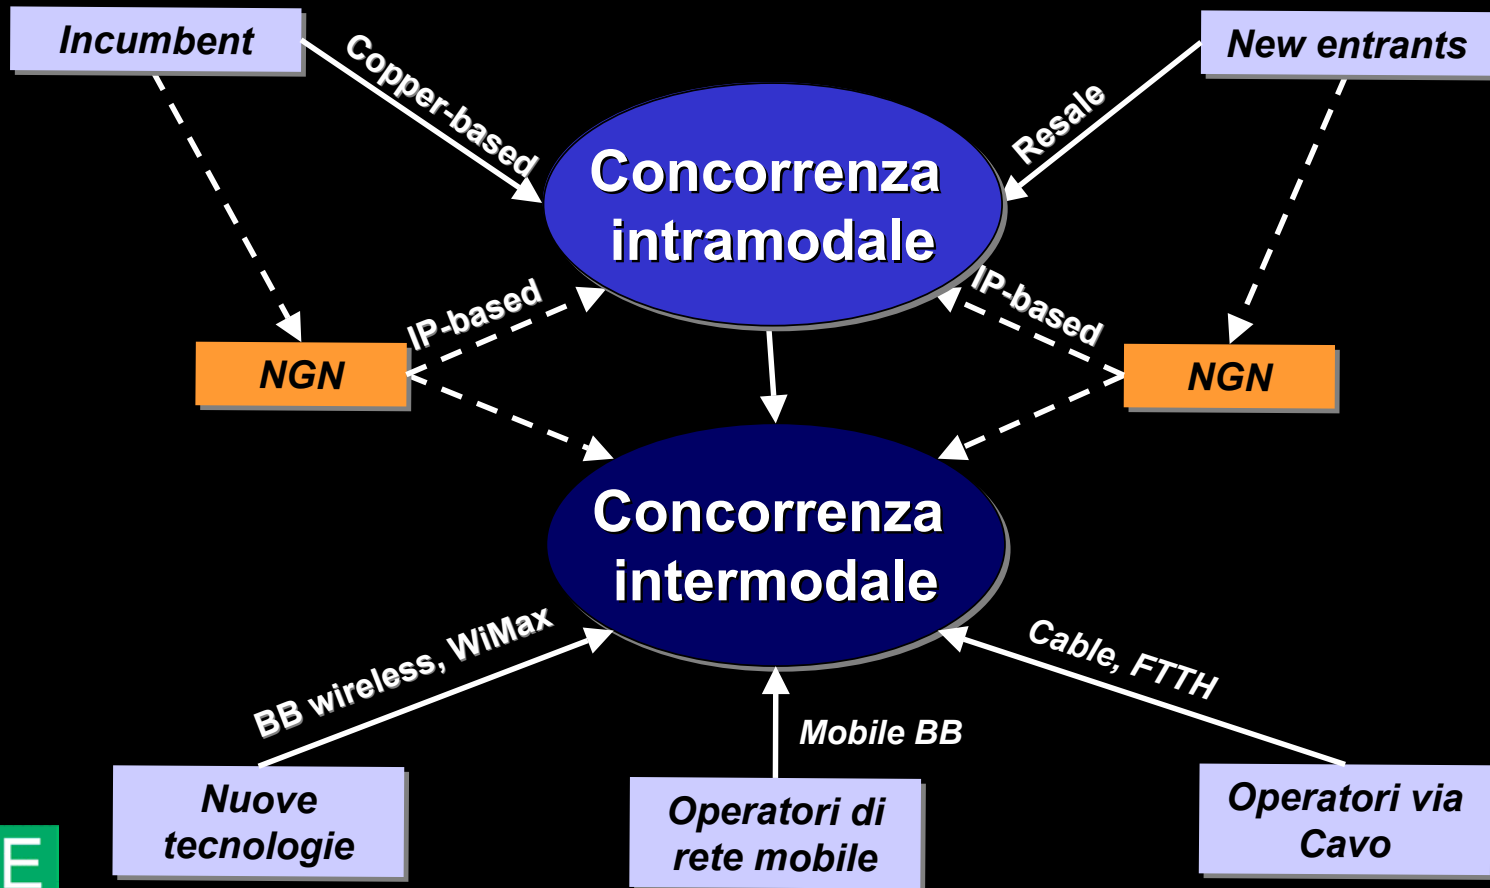 Incumbent
New entrants
Copper-based
Resale
Concorrenza
intramodale
IP-based
IP-based
NGN
NGN
Concorrenza
intermodale
BB wireless, WiMax
Cable, FTTH
Mobile BB
Nuove
tecnologie
Operatori di
rete mobile
Operatori via
Cavo
E